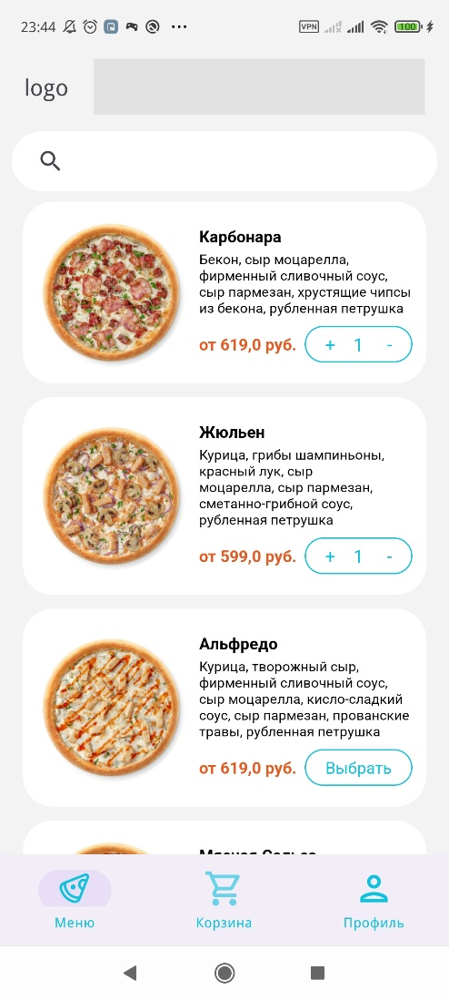 23:44
VPN
100
logo
Карбонара
Бекон, сыр моцарелла,
фирменный сливочный соус,
сыр пармезан, хрустящие чипсы
из бекона, рубленная петрушка
от 619,0 руб.
+ 1 -
Жюльен
Курица, грибы шампиньоны,
красный лук, сыр
моцарелла, сыр пармезан,
сметанно-грибной соус,
рубленная петрушка
от 599,0 руб.
+ 1 -
Альфредо
Курица, творожный сыр,
фирменный сливочный соус,
сыр моцарелла, кисло-сладкий
соус, сыр пармезан, прованские
травы, рубленная петрушка
от 619,0 руб.
Выбрать
Меню
Корзина
Профиль